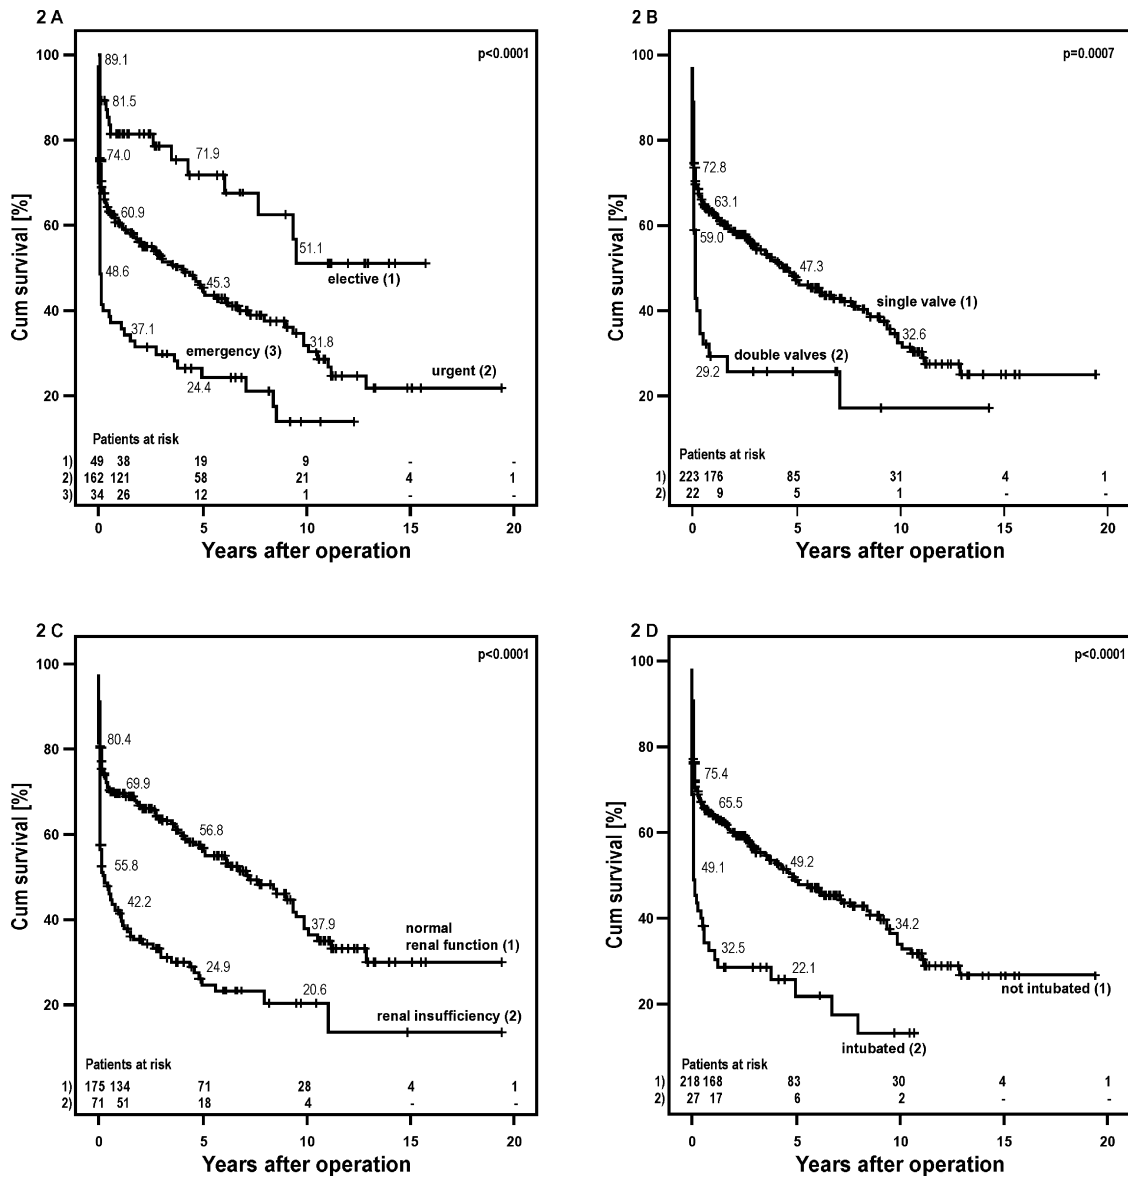 2 A
p<0.0001
Cum survival [%]
100
80
60
40
20
89.1
81.5
74.0
71.9
60.9
51.1
elective (1)
48.6
45.3
37.1
31.8
emergency (3)
urgent (2)
24.4
Patients at risk
1) 49 38 19 9 - -
2) 162 121 58 21 4 1
3) 34 26 12 1 - -
0 5 10 15 20
Years after operation
2 B
p=0.0007
Cum survival [%]
100
80
60
40
20
72.8
63.1
59.0
47.3
single valve (1)
32.6
double valves (2)
29.2
Patients at risk
1) 223 176 85 31 4 1
2) 22 9 5 1 - -
0 5 10 15 20
Years after operation
2 C
p<0.0001
Cum survival [%]
100
80
60
40
20
80.4
69.9
56.8
55.8
42.2
37.9
normal
renal function (1)
24.9
20.6
renal insufficiency (2)
Patients at risk
1) 175 134 71 28 4 1
2) 71 51 18 4 - -
0 5 10 15 20
Years after operation
2 D
p<0.0001
Cum survival [%]
100
80
60
40
20
75.4
65.5
49.1
49.2
34.2
32.5
22.1
not intubated (1)
intubated (2)
Patients at risk
1) 218 168 83 30 4 1
2) 27 17 6 2 - -
0 5 10 15 20
Years after operation